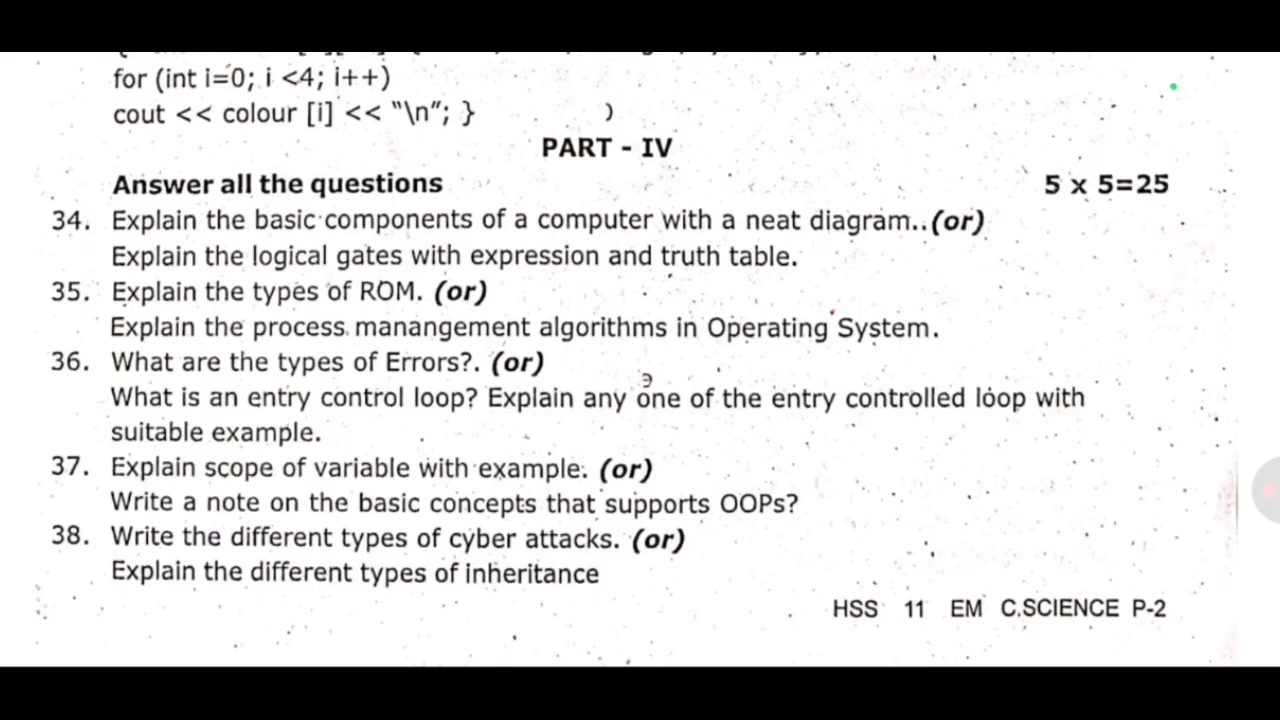 for (int i=0; i <4; i++)
cout << colour [i] << "\n"; }
)
PART - IV
Answer all the questions 5 x 5=25
34. Explain the basic components of a computer with a neat diagram..(or)
Explain the logical gates with expression and truth table.
35. Explain the types of ROM. (or)
Explain the process manangement algorithms in Operating System.
36. What are the types of Errors?. (or)
What is an entry control loop? Explain any one of the entry controlled loop with
suitable example.
37. Explain scope of variable with example. (or)
Write a note on the basic concepts that supports OOPs?
38. Write the different types of cyber attacks. (or)
Explain the different types of inheritance
HSS 11 EM C.SCIENCE P-2